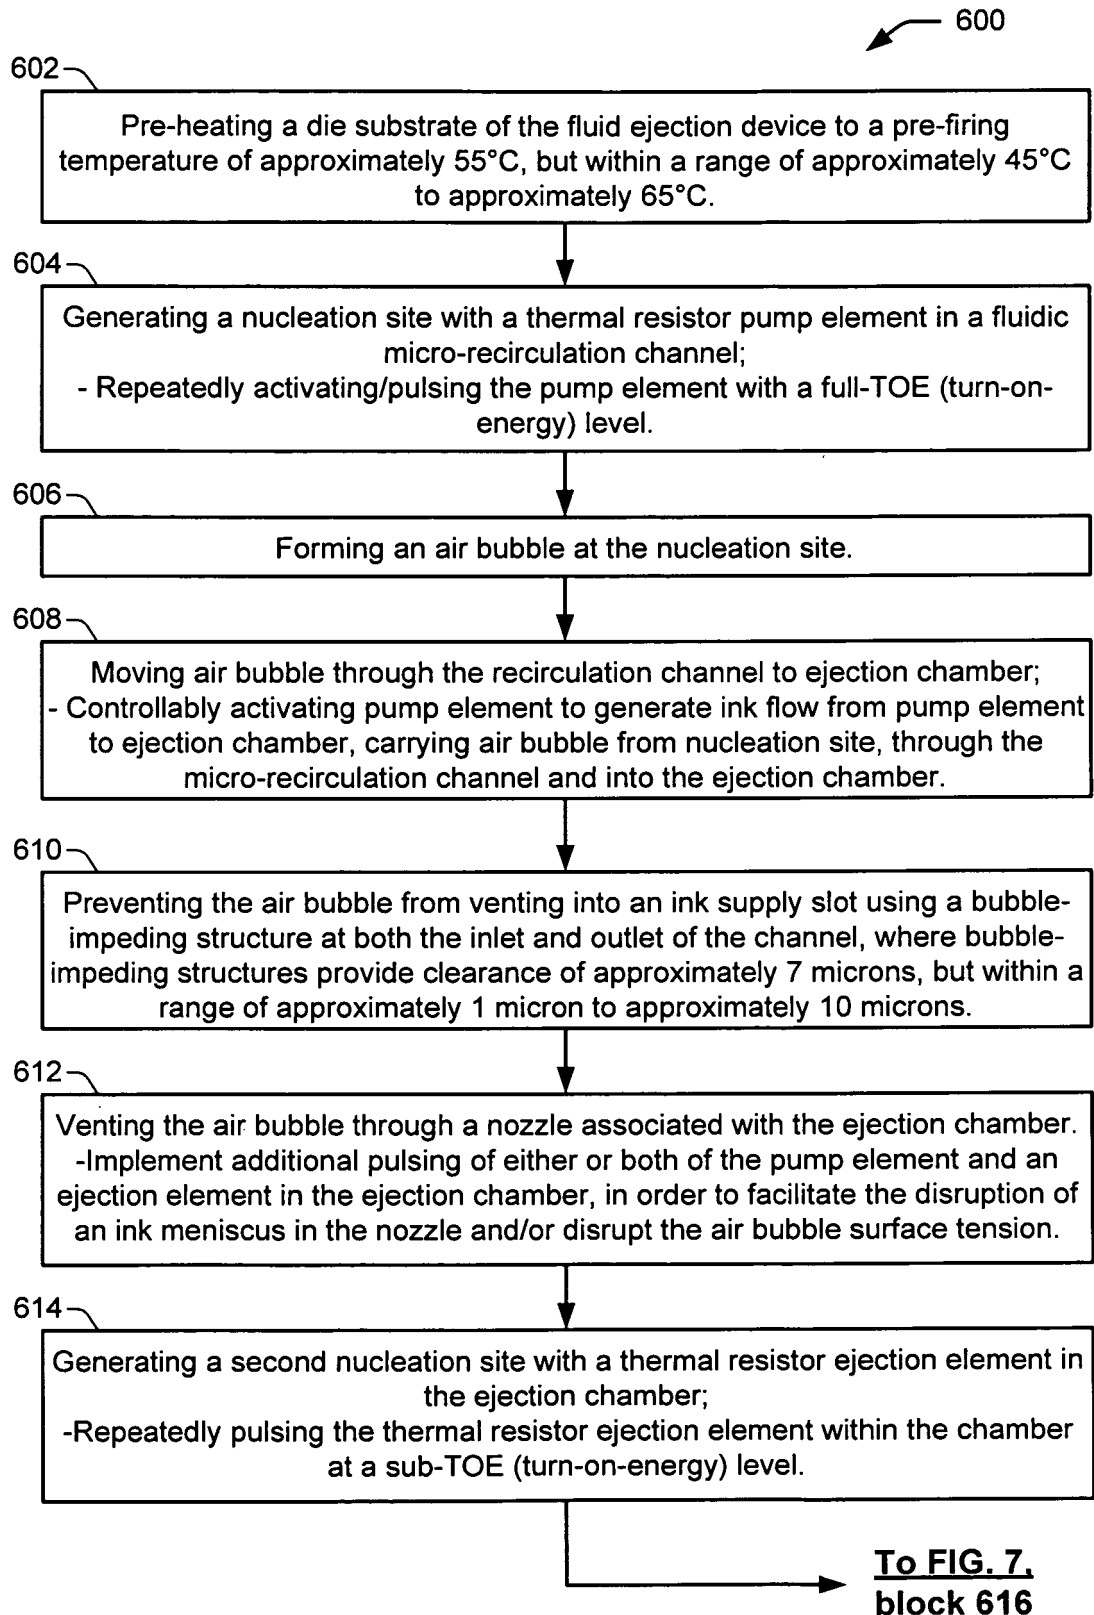 600
602
Pre-heating a die substrate of the fluid ejection device to a pre-firing
temperature of approximately 55°C, but within a range of approximately 45°C
to approximately 65°C.
604
Generating a nucleation site with a thermal resistor pump element in a fluidic
micro-recirculation channel;
- Repeatedly activating/pulsing the pump element with a full-TOE (turn-on-
energy) level.
606
Forming an air bubble at the nucleation site.
608
Moving air bubble through the recirculation channel to ejection chamber;
- Controllably activating pump element to generate ink flow from pump element
to ejection chamber, carrying air bubble from nucleation site, through the
micro-recirculation channel and into the ejection chamber.
610
Preventing the air bubble from venting into an ink supply slot using a bubble-
impeding structure at both the inlet and outlet of the channel, where bubble-
impeding structures provide clearance of approximately 7 microns, but within a
range of approximately 1 micron to approximately 10 microns.
612
Venting the air bubble through a nozzle associated with the ejection chamber.
-Implement additional pulsing of either or both of the pump element and an
ejection element in the ejection chamber, in order to facilitate the disruption of
an ink meniscus in the nozzle and/or disrupt the air bubble surface tension.
614
Generating a second nucleation site with a thermal resistor ejection element in
the ejection chamber;
-Repeatedly pulsing the thermal resistor ejection element within the chamber
at a sub-TOE (turn-on-energy) level.
To FIG. 7,
block 616